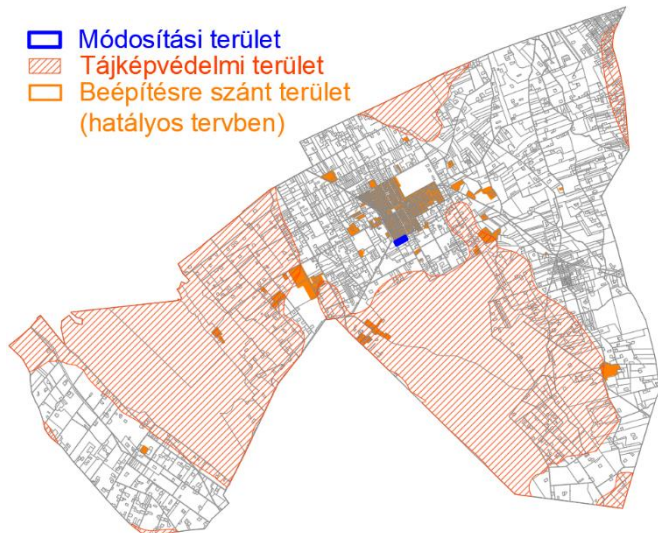 Módosítási terület
Tájképvédelmi terület
Beépítésre szánt terület
(hatályos tervben)